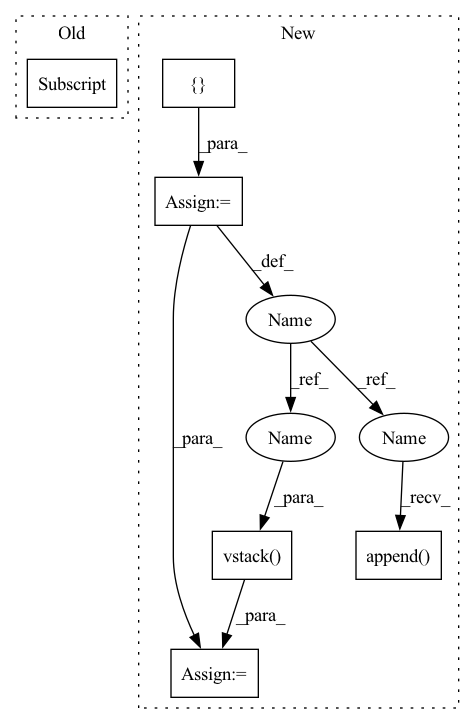 Old
New
Subscript
{}
_para_
Assign:=
_def_
Name
_ref_
_ref_
_para_
Name
Name
_para_
_recv_
vstack()
append()
_para_
Assign:=